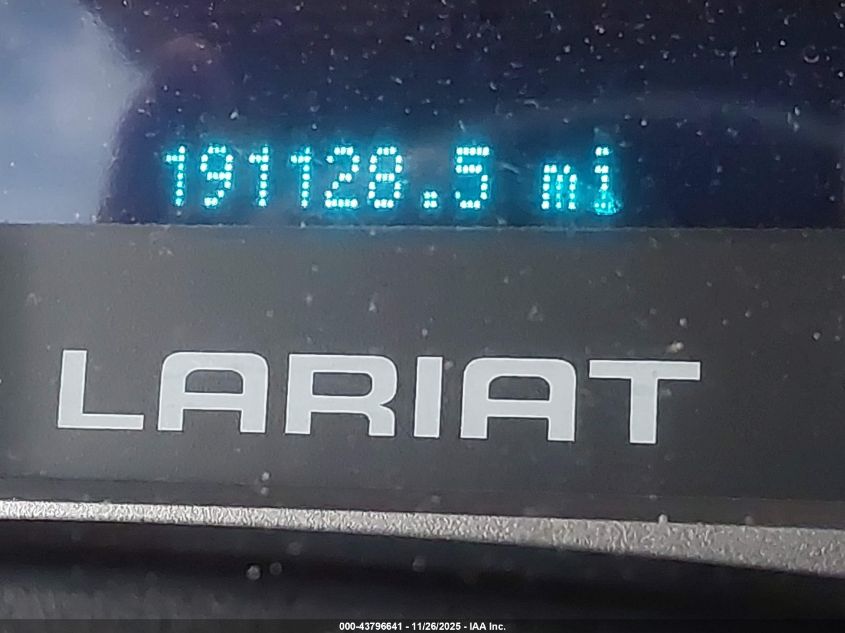 191128.5 mi
LARIAT
000-43796641 - 11/26/2025 - IAA Inc.